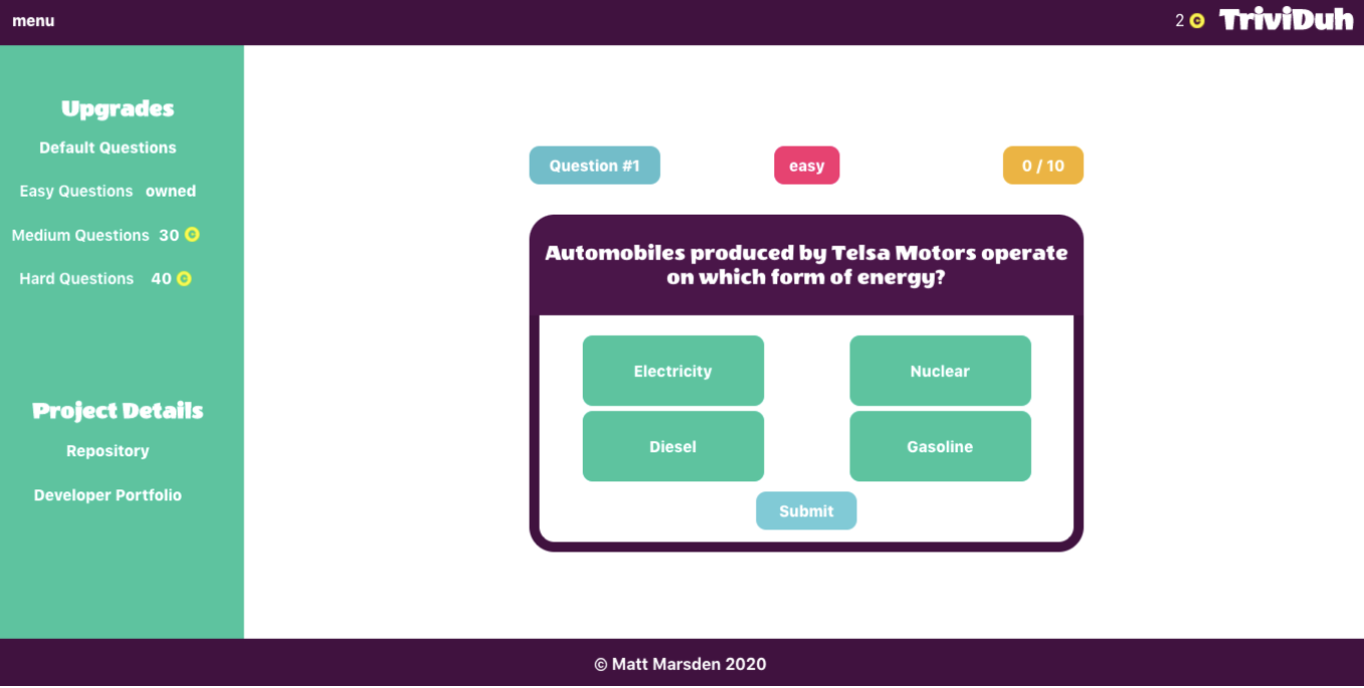 menu
2
TriviDuh
Upgrades
Default Questions
Easy Questions owned
Medium Questions 30
Hard Questions 40
Project Details
Repository
Developer Portfolio
Question #1
easy
0 / 10
Automobiles produced by Telsa Motors operate
on which form of energy?
Electricity
Nuclear
Diesel
Gasoline
Submit
© Matt Marsden 2020